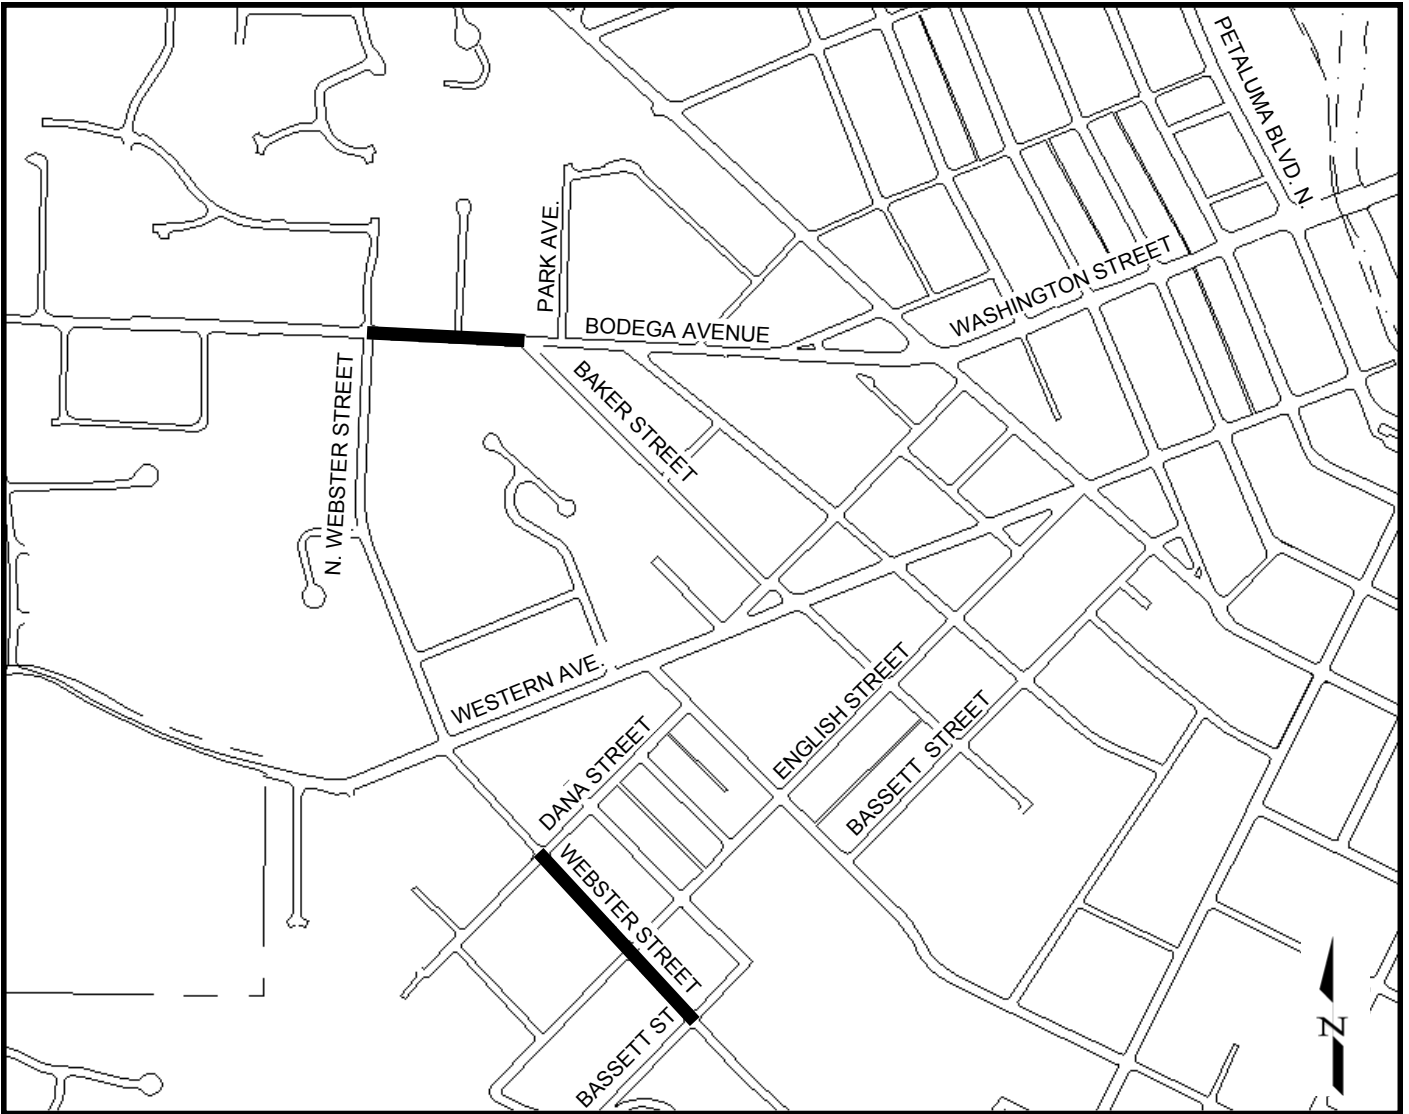 PETALUMA BLVD. N.
PARK AVE.
WASHINGTON STREET
BODEGA AVENUE
N. WEBSTER STREET
BAKER STREET
WESTERN AVE.
ENGLISH STREET
DANA STREET
BASSETT STREET
WEBSTER STREET
BASSETT ST
N